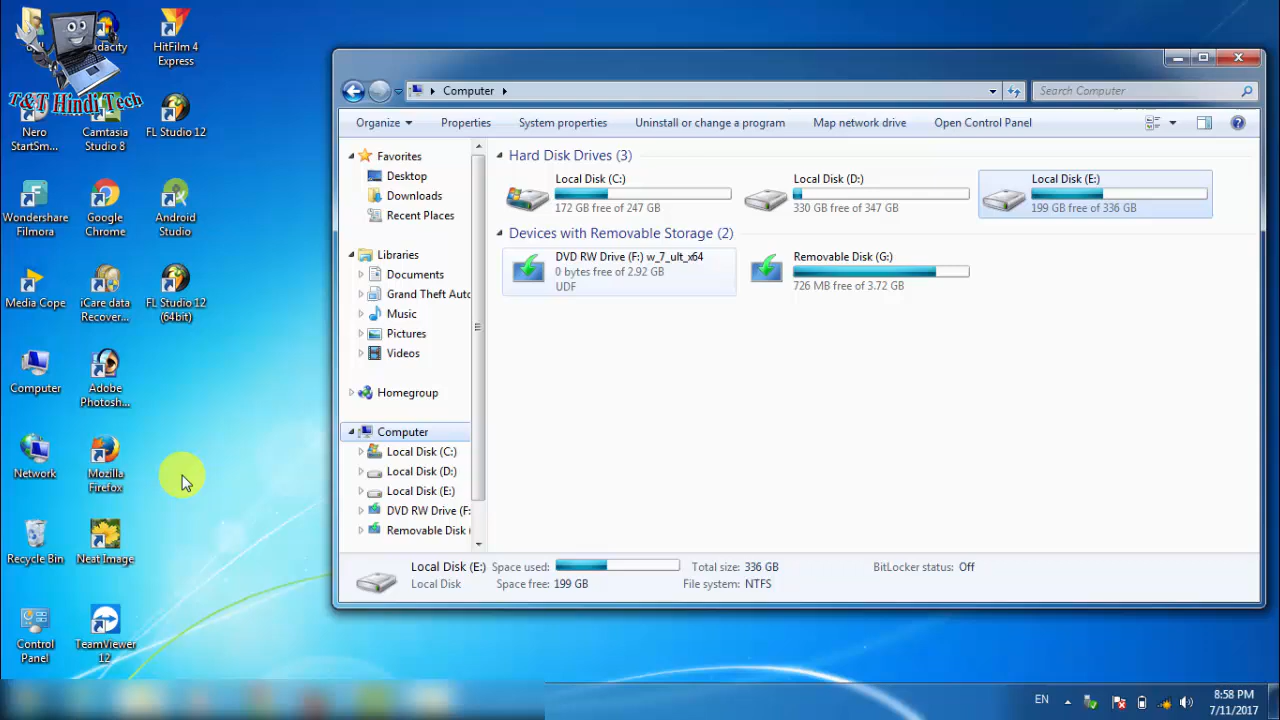 T&T Hindi Tech
udacity
HitFilm 4
Express
Nero
StartSm...
Camtasia
Studio 8
FL Studio 12
Wondershare
Filmora
Google
Chrome
Android
Studio
Media Cope
iCare data
Recover...
FL Studio 12
(64bit)
Computer
Adobe
Photosh...
Network
Mozilla
Firefox
Recycle Bin
Neat Image
Control
Panel
TeamViewer
12
Computer
Search Computer
Organize
Properties
System properties
Uninstall or change a program
Map network drive
Open Control Panel
Favorites
Desktop
Downloads
Recent Places
Libraries
Documents
Grand Theft Auto
Music
Pictures
Videos
Homegroup
Computer
Local Disk (C:)
Local Disk (D:)
Local Disk (E:)
DVD RW Drive (F:
Removable Disk (
Hard Disk Drives (3)
Local Disk (C:)
172 GB free of 247 GB
Local Disk (D:)
330 GB free of 347 GB
Local Disk (E:)
199 GB free of 336 GB
Devices with Removable Storage (2)
DVD RW Drive (F:) w_7_ult_x64
0 bytes free of 2.92 GB
UDF
Removable Disk (G:)
726 MB free of 3.72 GB
Local Disk (E:) Space used: Total size: 336 GB BitLocker status: Off
Local Disk Space free: 199 GB File system: NTFS
EN
8:58 PM
7/11/2017